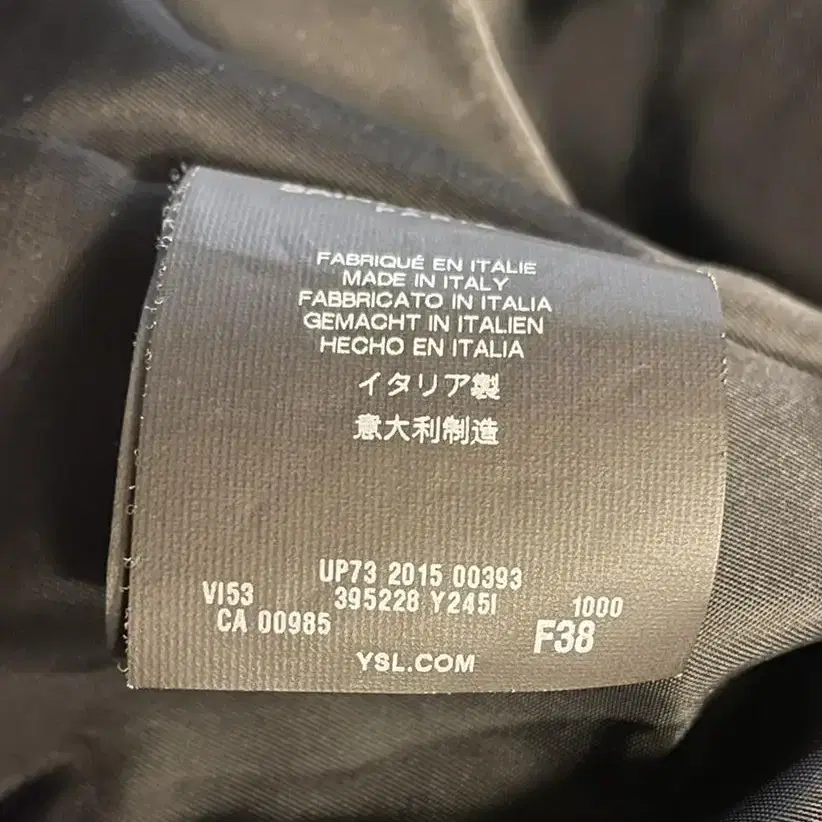 FABRIQUÉ EN ITALIE
MADE IN ITALY
FABBRICATO IN ITALIA
GEMACHT IN ITALIEN
HECHO EN ITALIA
イタリア製
意大利制造
UP73 2015 00393
VI53 395228 Y245I 1000
CA 00985 F38
YSL.COM